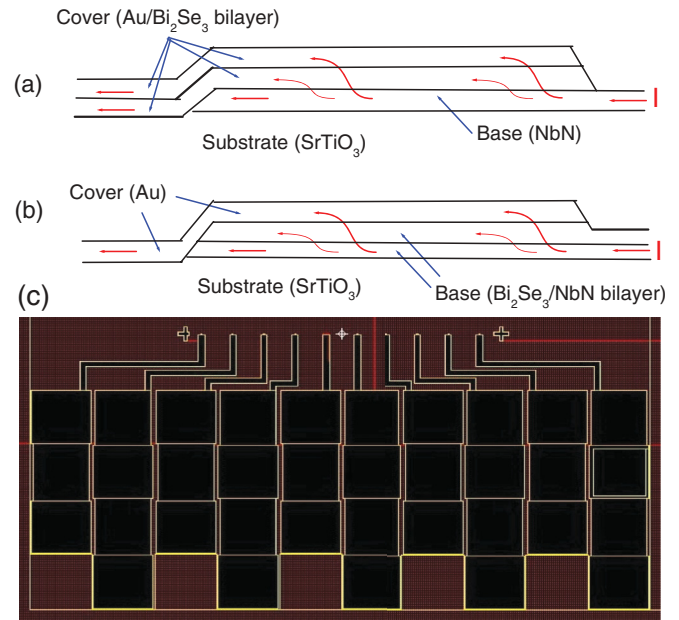 Cover (Au/Bi₂Se₃ bilayer)
(a)
I
Substrate (SrTiO₃)
Base (NbN)
Cover (Au)
(b)
I
Substrate (SrTiO₃)
Base (Bi₂Se₃/NbN bilayer)
(c)